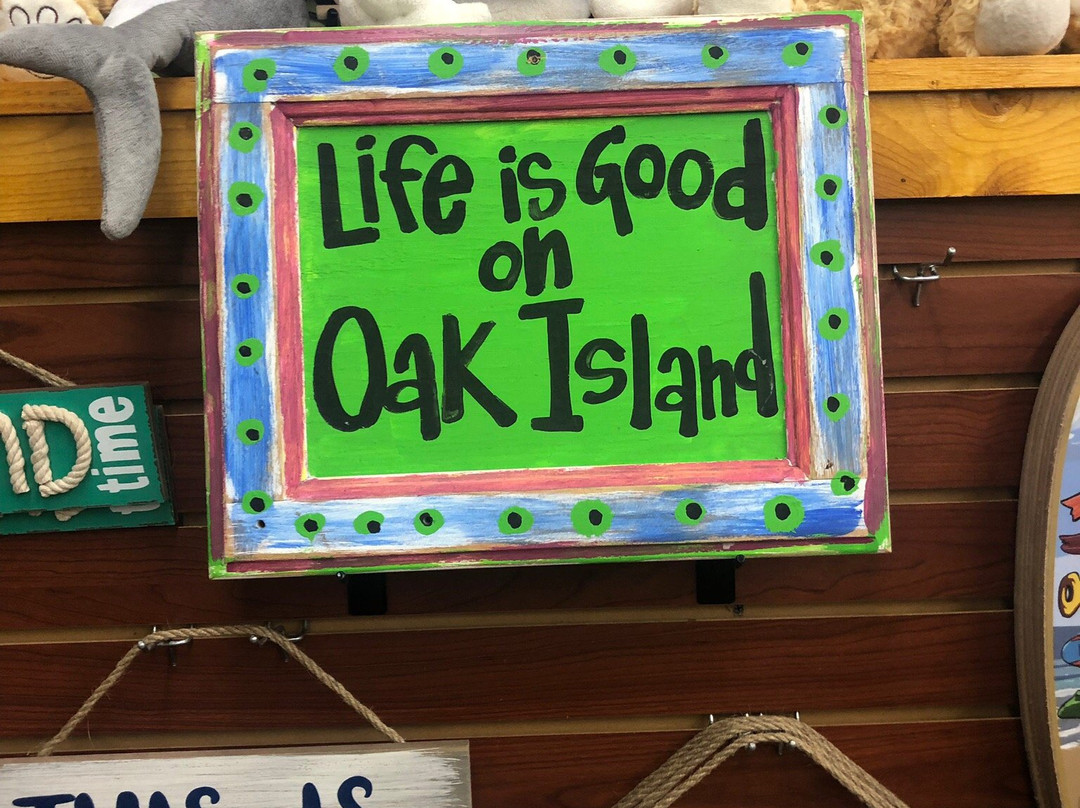 Life is Good
on
Oak Island
time